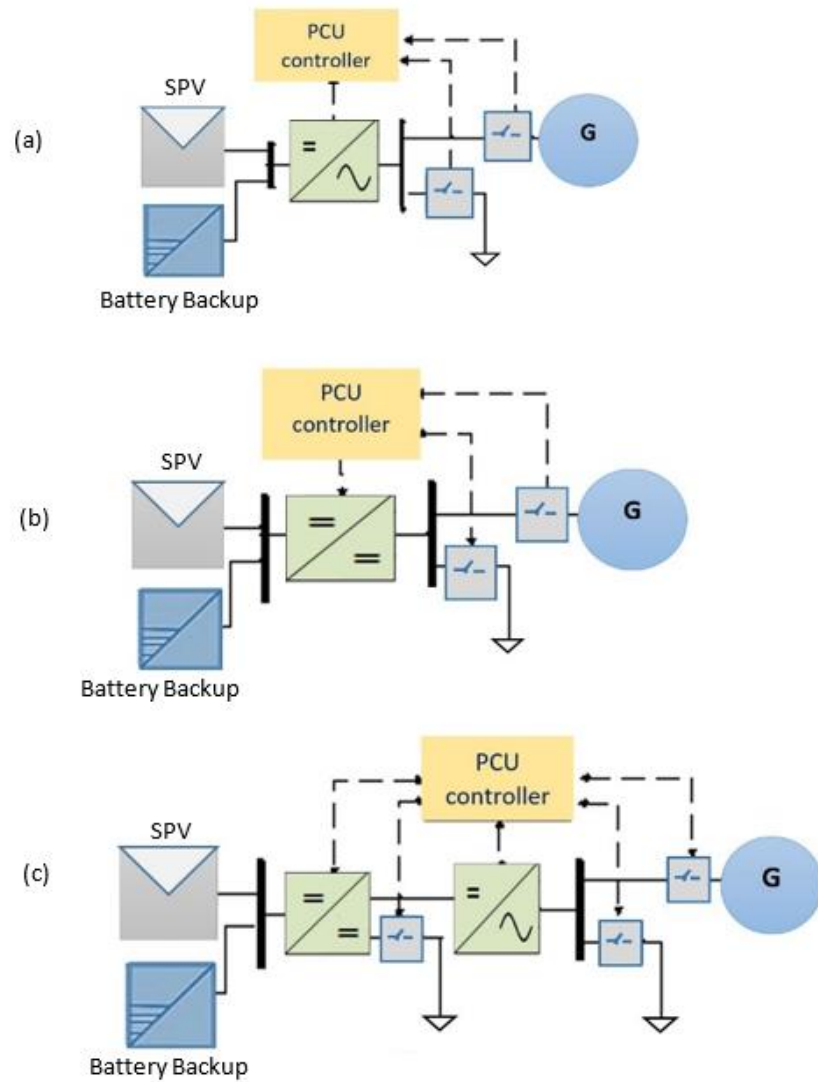 PCU
controller
SPV
(a)
G
Battery Backup
PCU
controller
SPV
(b)
G
Battery Backup
PCU
controller
SPV
(c)
G
Battery Backup